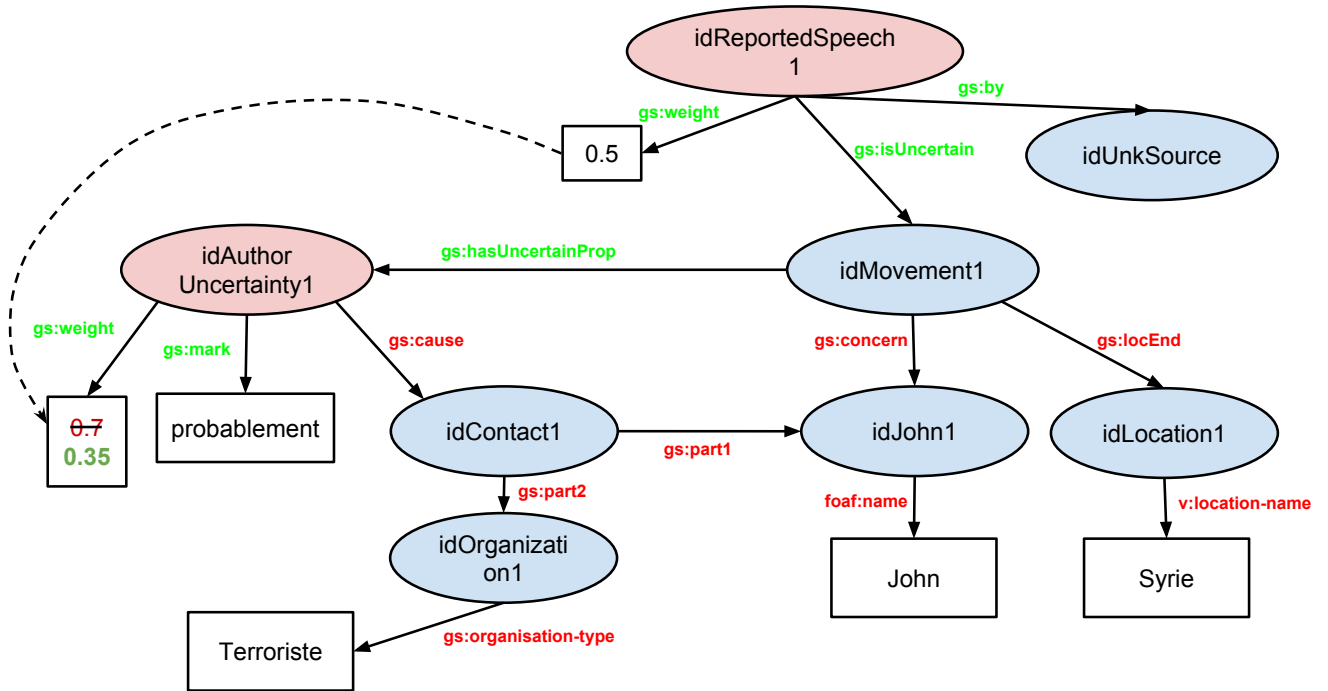 idReportedSpeech
1
gs:by
gs:weight
0.5
gs:isUncertain
idUnkSource
idAuthor
Uncertainty1
gs:hasUncertainProp
idMovement1
gs:weight
gs:mark
gs:cause
gs:concern
gs:locEnd
0.7
0.35
probablement
idContact1
gs:part1
idJohn1
idLocation1
gs:part2
foaf:name
v:location-name
idOrganizati
on1
John
Syrie
Terroriste
gs:organisation-type